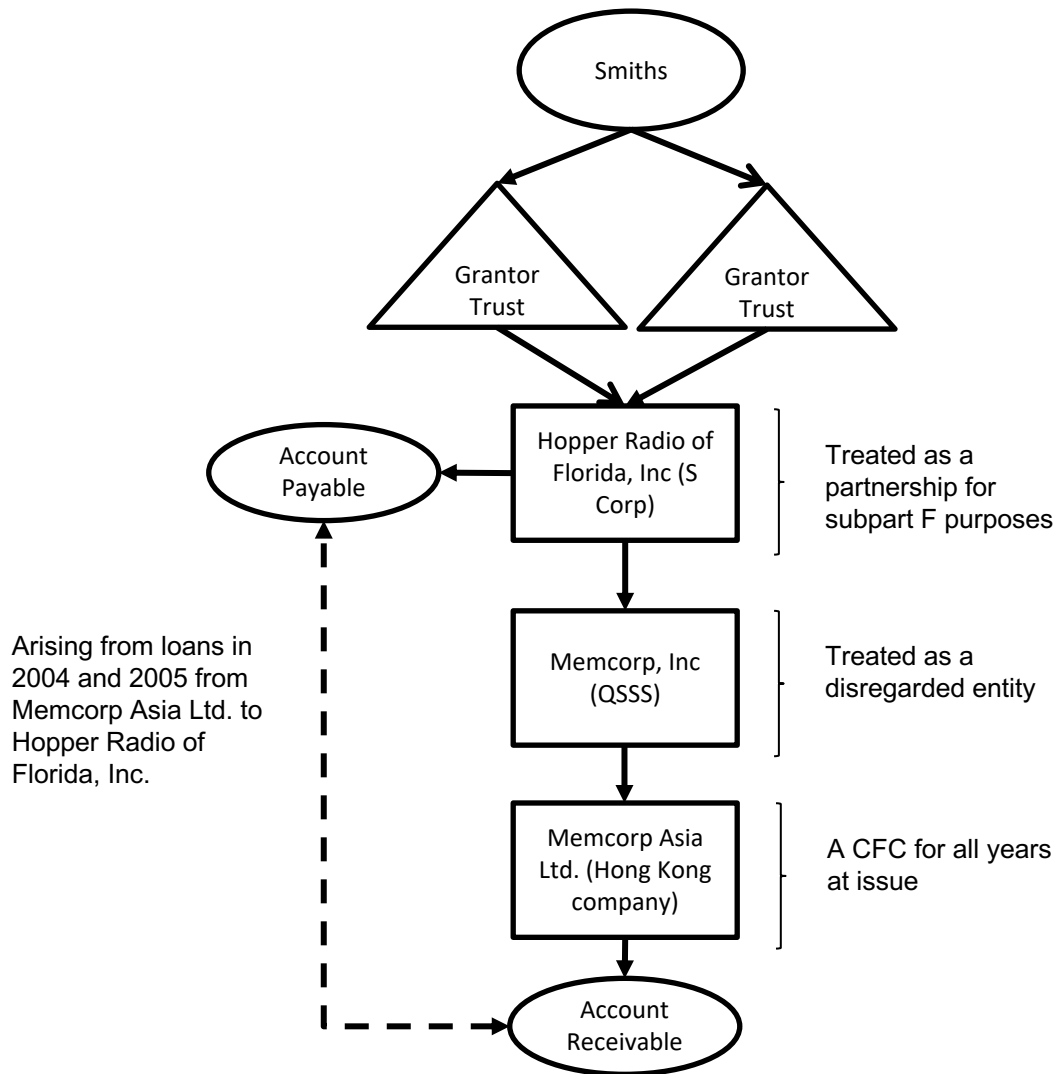 Smiths
Grantor
Trust
Grantor
Trust
Hopper Radio of
Florida, Inc (S
Corp)
Treated as a
partnership for
subpart F purposes
Account
Payable
Arising from loans in
2004 and 2005 from
Memcorp Asia Ltd. to
Hopper Radio of
Florida, Inc.
Memcorp, Inc
(QSSS)
Treated as a
disregarded entity
Memcorp Asia
Ltd. (Hong Kong
company)
A CFC for all years
at issue
Account
Receivable